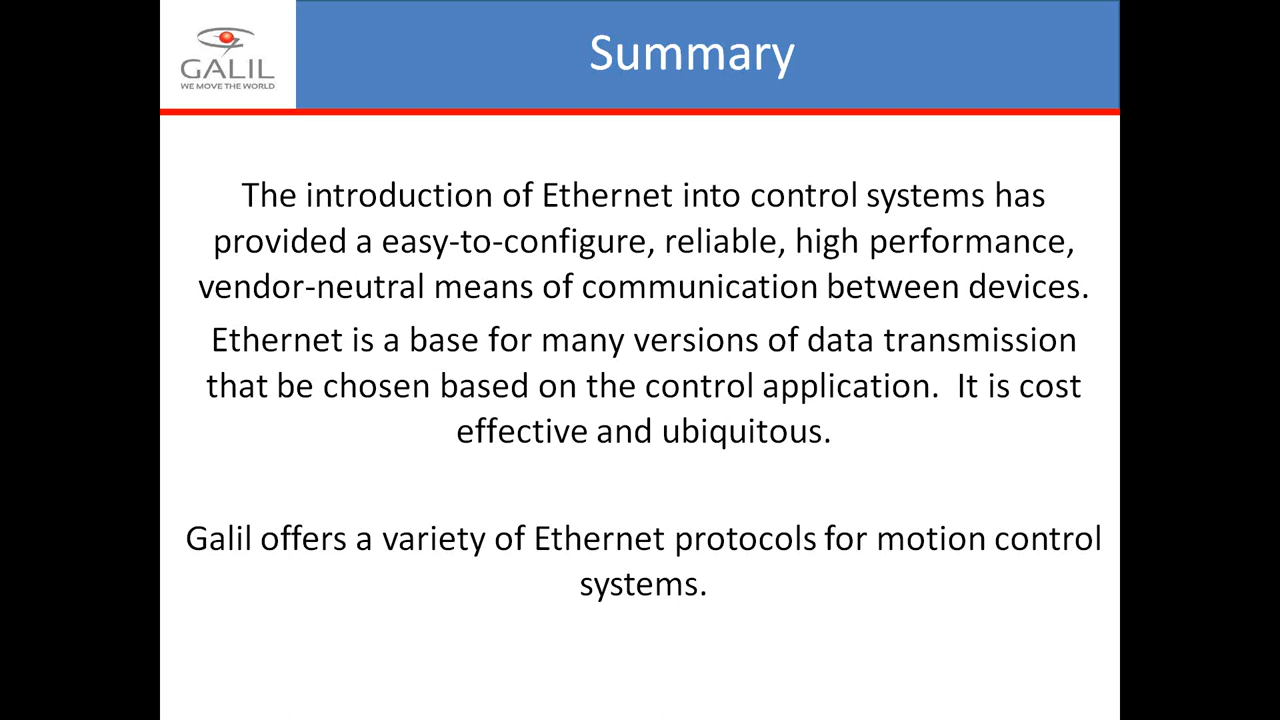 GALIL
WE MOVE THE WORLD
Summary
The introduction of Ethernet into control systems has
provided a easy-to-configure, reliable, high performance,
vendor-neutral means of communication between devices.
Ethernet is a base for many versions of data transmission
that be chosen based on the control application.  It is cost
effective and ubiquitous.
Galil offers a variety of Ethernet protocols for motion control
systems.